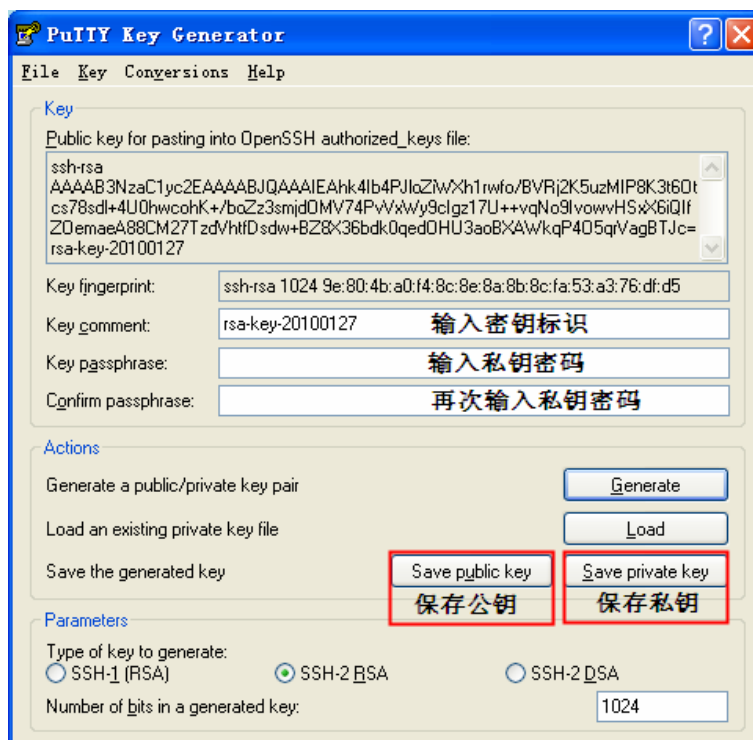 PuTTY Key Generator
File Key Conversions Help
Key
Public key for pasting into OpenSSH authorized_keys file:
ssh-rsa
AAAAB3NzaC1yc2EAAAABJQAAAIEAhk4Ib4PJloZiWXh1rwfo/BVRj2K5uzMIP8K3t6Ot
cs78sdI+4U0hwcohK+/boZz3smjdOMV74PvVxWy9cIgz17U++vqNo9IvowvHSxX6iQIf
ZOemaeA88CM27TzdVhtfDsdw+BZ8X36bdk0qedOHU3aoBXAWkqP4O5qrVagBTJc=
rsa-key-20100127
Key fingerprint: ssh-rsa 1024 9e:80:4b:a0:f4:8c:8e:8a:8b:8c:fa:53:a3:76:df:d5
Key comment: rsa-key-20100127 输入密钥标识
Key passphrase: 输入私钥密码
Confirm passphrase: 再次输入私钥密码
Actions
Generate a public/private key pair Generate
Load an existing private key file Load
Save the generated key Save public key Save private key
保存公钥 保存私钥
Parameters
Type of key to generate:
SSH-1 (RSA) SSH-2 RSA SSH-2 DSA
Number of bits in a generated key: 1024